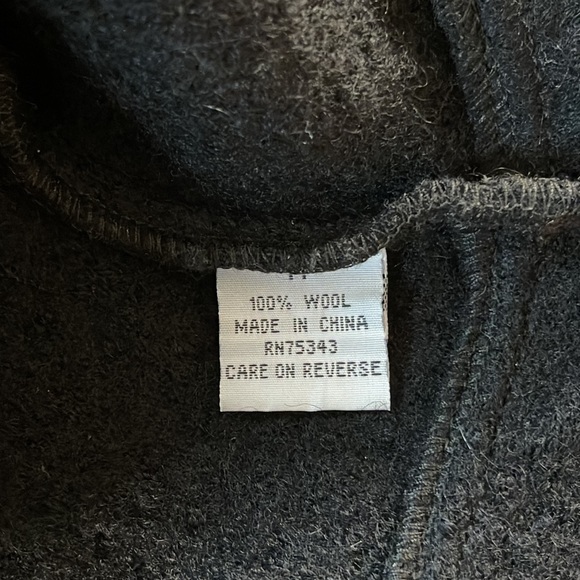 100% WOOL
MADE IN CHINA
RN75343
CARE ON REVERSE